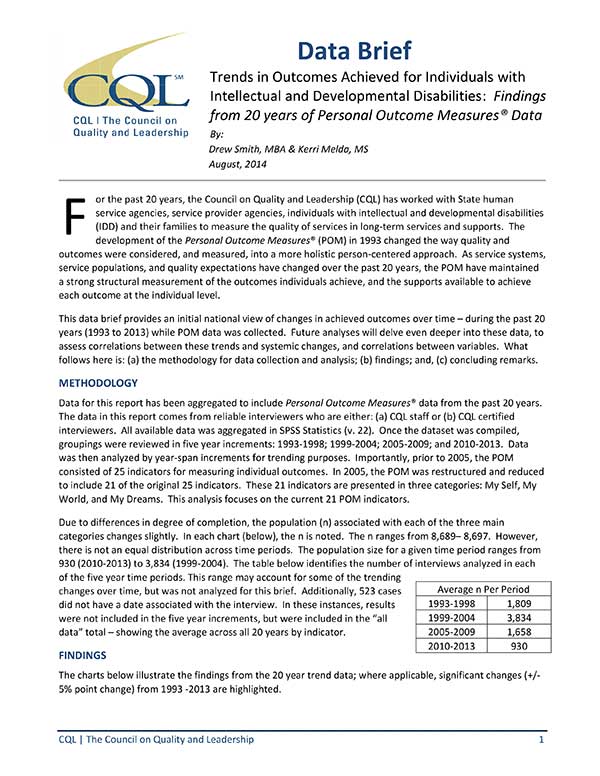 CQL SM
CQL | The Council on
Quality and Leadership
Data Brief
Trends in Outcomes Achieved for Individuals with
Intellectual and Developmental Disabilities: Findings
from 20 years of Personal Outcome Measures® Data
By:
Drew Smith, MBA & Kerri Melda, MS
August, 2014
For the past 20 years, the Council on Quality and Leadership (CQL) has worked with State human
service agencies, service provider agencies, individuals with intellectual and developmental disabilities
(IDD) and their families to measure the quality of services in long-term services and supports. The
development of the Personal Outcome Measures® (POM) in 1993 changed the way quality and
outcomes were considered, and measured, into a more holistic person-centered approach. As service systems,
service populations, and quality expectations have changed over the past 20 years, the POM have maintained
a strong structural measurement of the outcomes individuals achieve, and the supports available to achieve
each outcome at the individual level.
This data brief provides an initial national view of changes in achieved outcomes over time – during the past 20
years (1993 to 2013) while POM data was collected. Future analyses will delve even deeper into these data, to
assess correlations between these trends and systemic changes, and correlations between variables. What
follows here is: (a) the methodology for data collection and analysis; (b) findings; and, (c) concluding remarks.
METHODOLOGY
Data for this report has been aggregated to include Personal Outcome Measures® data from the past 20 years.
The data in this report comes from reliable interviewers who are either: (a) CQL staff or (b) CQL certified
interviewers. All available data was aggregated in SPSS Statistics (v. 22). Once the dataset was compiled,
groupings were reviewed in five year increments: 1993-1998; 1999-2004; 2005-2009; and 2010-2013. Data
was then analyzed by year-span increments for trending purposes. Importantly, prior to 2005, the POM
consisted of 25 indicators for measuring individual outcomes. In 2005, the POM was restructured and reduced
to include 21 of the original 25 indicators. These 21 indicators are presented in three categories: My Self, My
World, and My Dreams. This analysis focuses on the current 21 POM indicators.
Due to differences in degree of completion, the population (n) associated with each of the three main
categories changes slightly. In each chart (below), the n is noted. The n ranges from 8,689– 8,697. However,
there is not an equal distribution across time periods. The population size for a given time period ranges from
930 (2010-2013) to 3,834 (1999-2004). The table below identifies the number of interviews analyzed in each
of the five year time periods. This range may account for some of the trending
changes over time, but was not analyzed for this brief. Additionally, 523 cases
did not have a date associated with the interview. In these instances, results
were not included in the five year increments, but were included in the "all
data" total – showing the average across all 20 years by indicator.
Average n Per Period
1993-1998 1,809
1999-2004 3,834
2005-2009 1,658
2010-2013 930
FINDINGS
The charts below illustrate the findings from the 20 year trend data; where applicable, significant changes (+/-
5% point change) from 1993 -2013 are highlighted.
CQL | The Council on Quality and Leadership 1